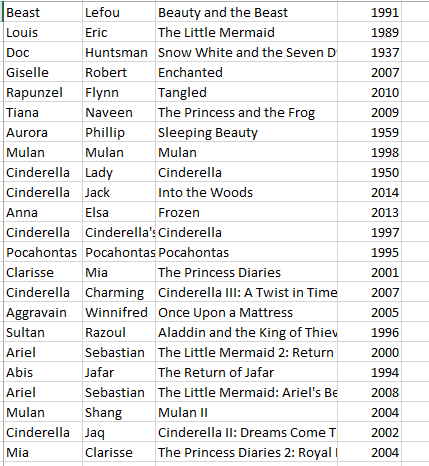 Beast Lefou Beauty and the Beast 1991
Louis Eric The Little Mermaid 1989
Doc Huntsman Snow White and the Seven D 1937
Giselle Robert Enchanted 2007
Rapunzel Flynn Tangled 2010
Tiana Naveen The Princess and the Frog 2009
Aurora Phillip Sleeping Beauty 1959
Mulan Mulan Mulan 1998
Cinderella Lady Cinderella 1950
Cinderella Jack Into the Woods 2014
Anna Elsa Frozen 2013
Cinderella Cinderella's Cinderella 1997
Pocahontas Pocahontas Pocahontas 1995
Clarisse Mia The Princess Diaries 2001
Cinderella Charming Cinderella III: A Twist in Time 2007
Aggravain Winnifred Once Upon a Mattress 2005
Sultan Razoul Aladdin and the King of Thiev 1996
Ariel Sebastian The Little Mermaid 2: Return 2000
Abis Jafar The Return of Jafar 1994
Ariel Sebastian The Little Mermaid: Ariel's Be 2008
Mulan Shang Mulan II 2004
Cinderella Jaq Cinderella II: Dreams Come T 2002
Mia Clarisse The Princess Diaries 2: Royal 2004